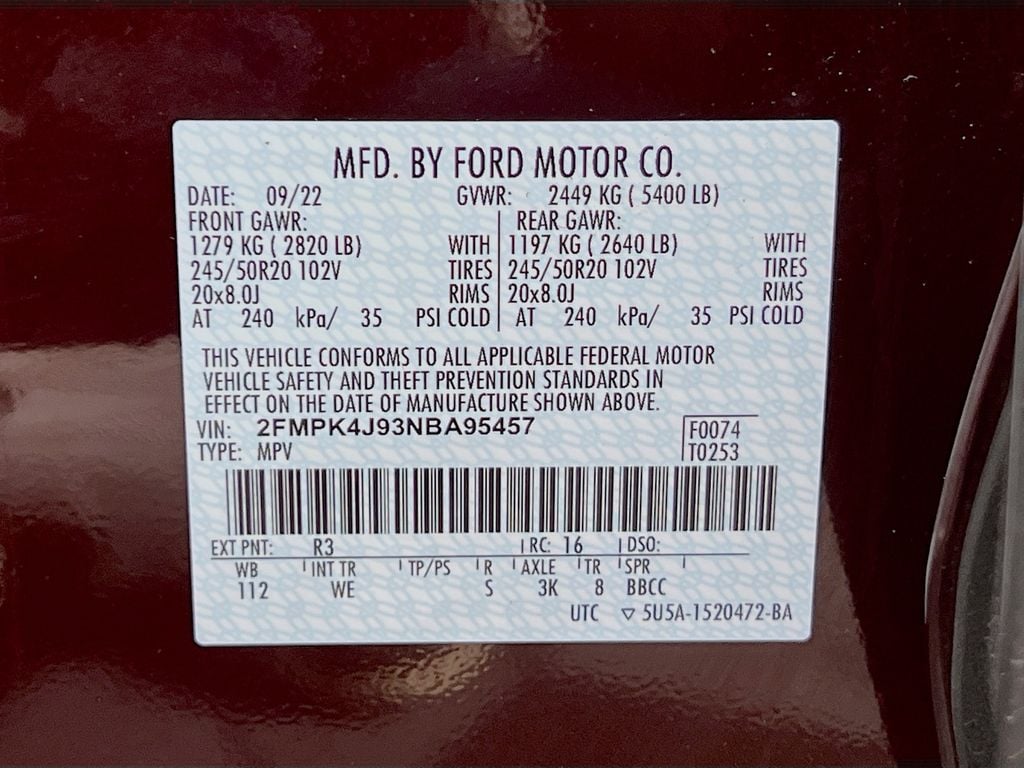 MFD. BY FORD MOTOR CO.
DATE: 09/22 GVWR: 2449 KG ( 5400 LB)
FRONT GAWR: REAR GAWR:
1279 KG ( 2820 LB) WITH 1197 KG ( 2640 LB) WITH
245/50R20 102V TIRES 245/50R20 102V TIRES
20x8.0J RIMS 20x8.0J RIMS
AT 240 kPa/ 35 PSI COLD AT 240 kPa/ 35 PSI COLD
THIS VEHICLE CONFORMS TO ALL APPLICABLE FEDERAL MOTOR
VEHICLE SAFETY AND THEFT PREVENTION STANDARDS IN
EFFECT ON THE DATE OF MANUFACTURE SHOWN ABOVE.
VIN: 2FMPK4J93NBA95457 F0074
TYPE: MPV T0253
EXT PNT: R3 RC: 16 DSO:
WB INT TR TP/PS R AXLE TR SPR
112 WE S 3K 8 BBCC
UTC ▽ 5U5A-1520472-BA